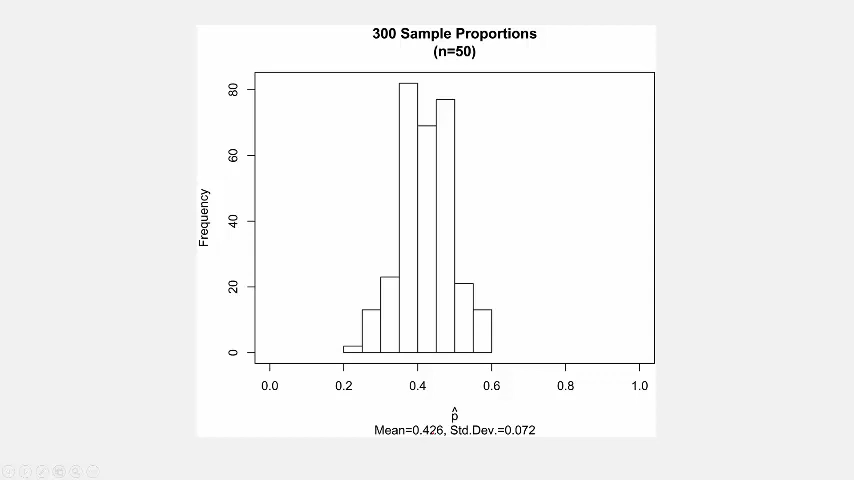 300 Sample Proportions
(n=50)
80
60
40
20
0
Frequency
0.0 0.2 0.4 0.6 0.8 1.0
p̂
Mean=0.426, Std.Dev.=0.072